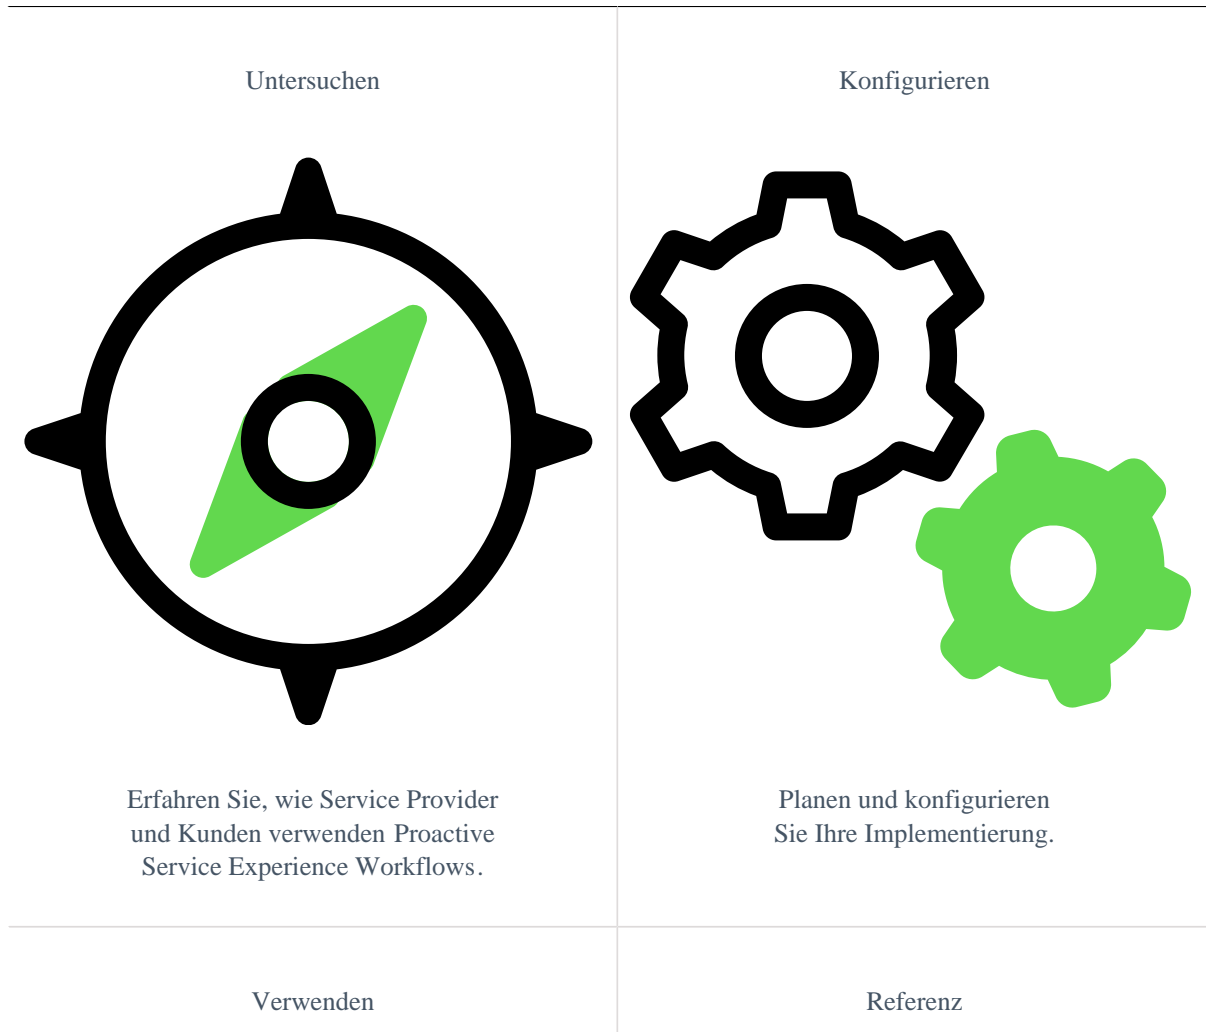 Untersuchen
Erfahren Sie, wie Service Provider
und Kunden verwenden Proactive
Service Experience Workflows.
Konfigurieren
Planen und konfigurieren
Sie Ihre Implementierung.
Verwenden
Referenz